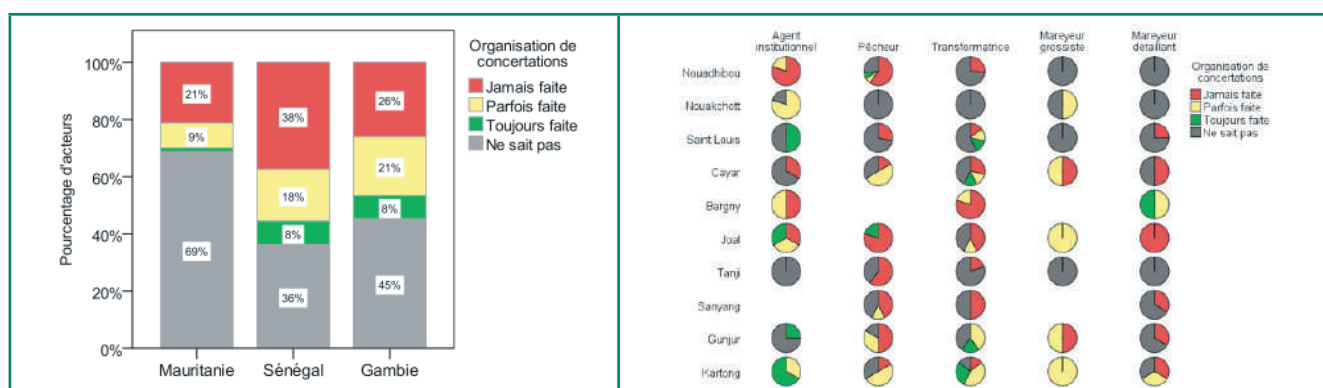 Pourcentage d'acteurs
100%
80%
60%
40%
20%
0%
21%
9%
69%
38%
18%
8%
36%
26%
21%
8%
45%
Mauritanie
Sénégal
Gambie
Organisation de
concertations
Jamais faite
Parfois faite
Toujours faite
Ne sait pas
Agent
institutionnel
Pêcheur
Transformatrice
Mareyeur
grossiste
Mareyeur
détaillant
Nouadhibou
Nouakchott
Saint Louis
Cayar
Bargny
Joal
Tanji
Sanyang
Gunjur
Kartong
Organisation de
concertations
Jamais faite
Parfois faite
Toujours faite
Ne sait pas